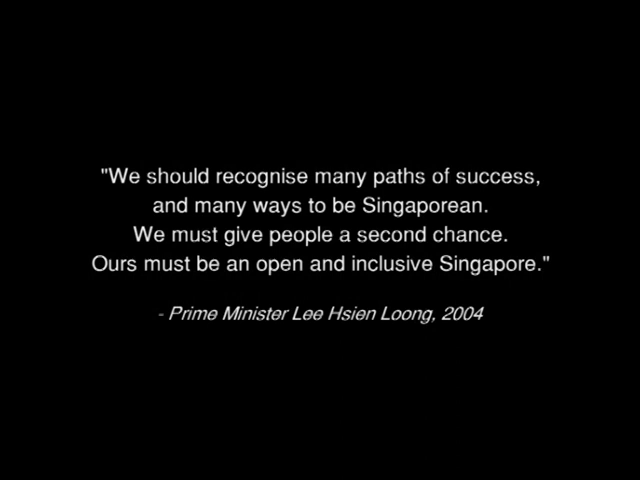 "We should recognise many paths of success,
and many ways to be Singaporean.
We must give people a second chance.
Ours must be an open and inclusive Singapore."
- Prime Minister Lee Hsien Loong, 2004